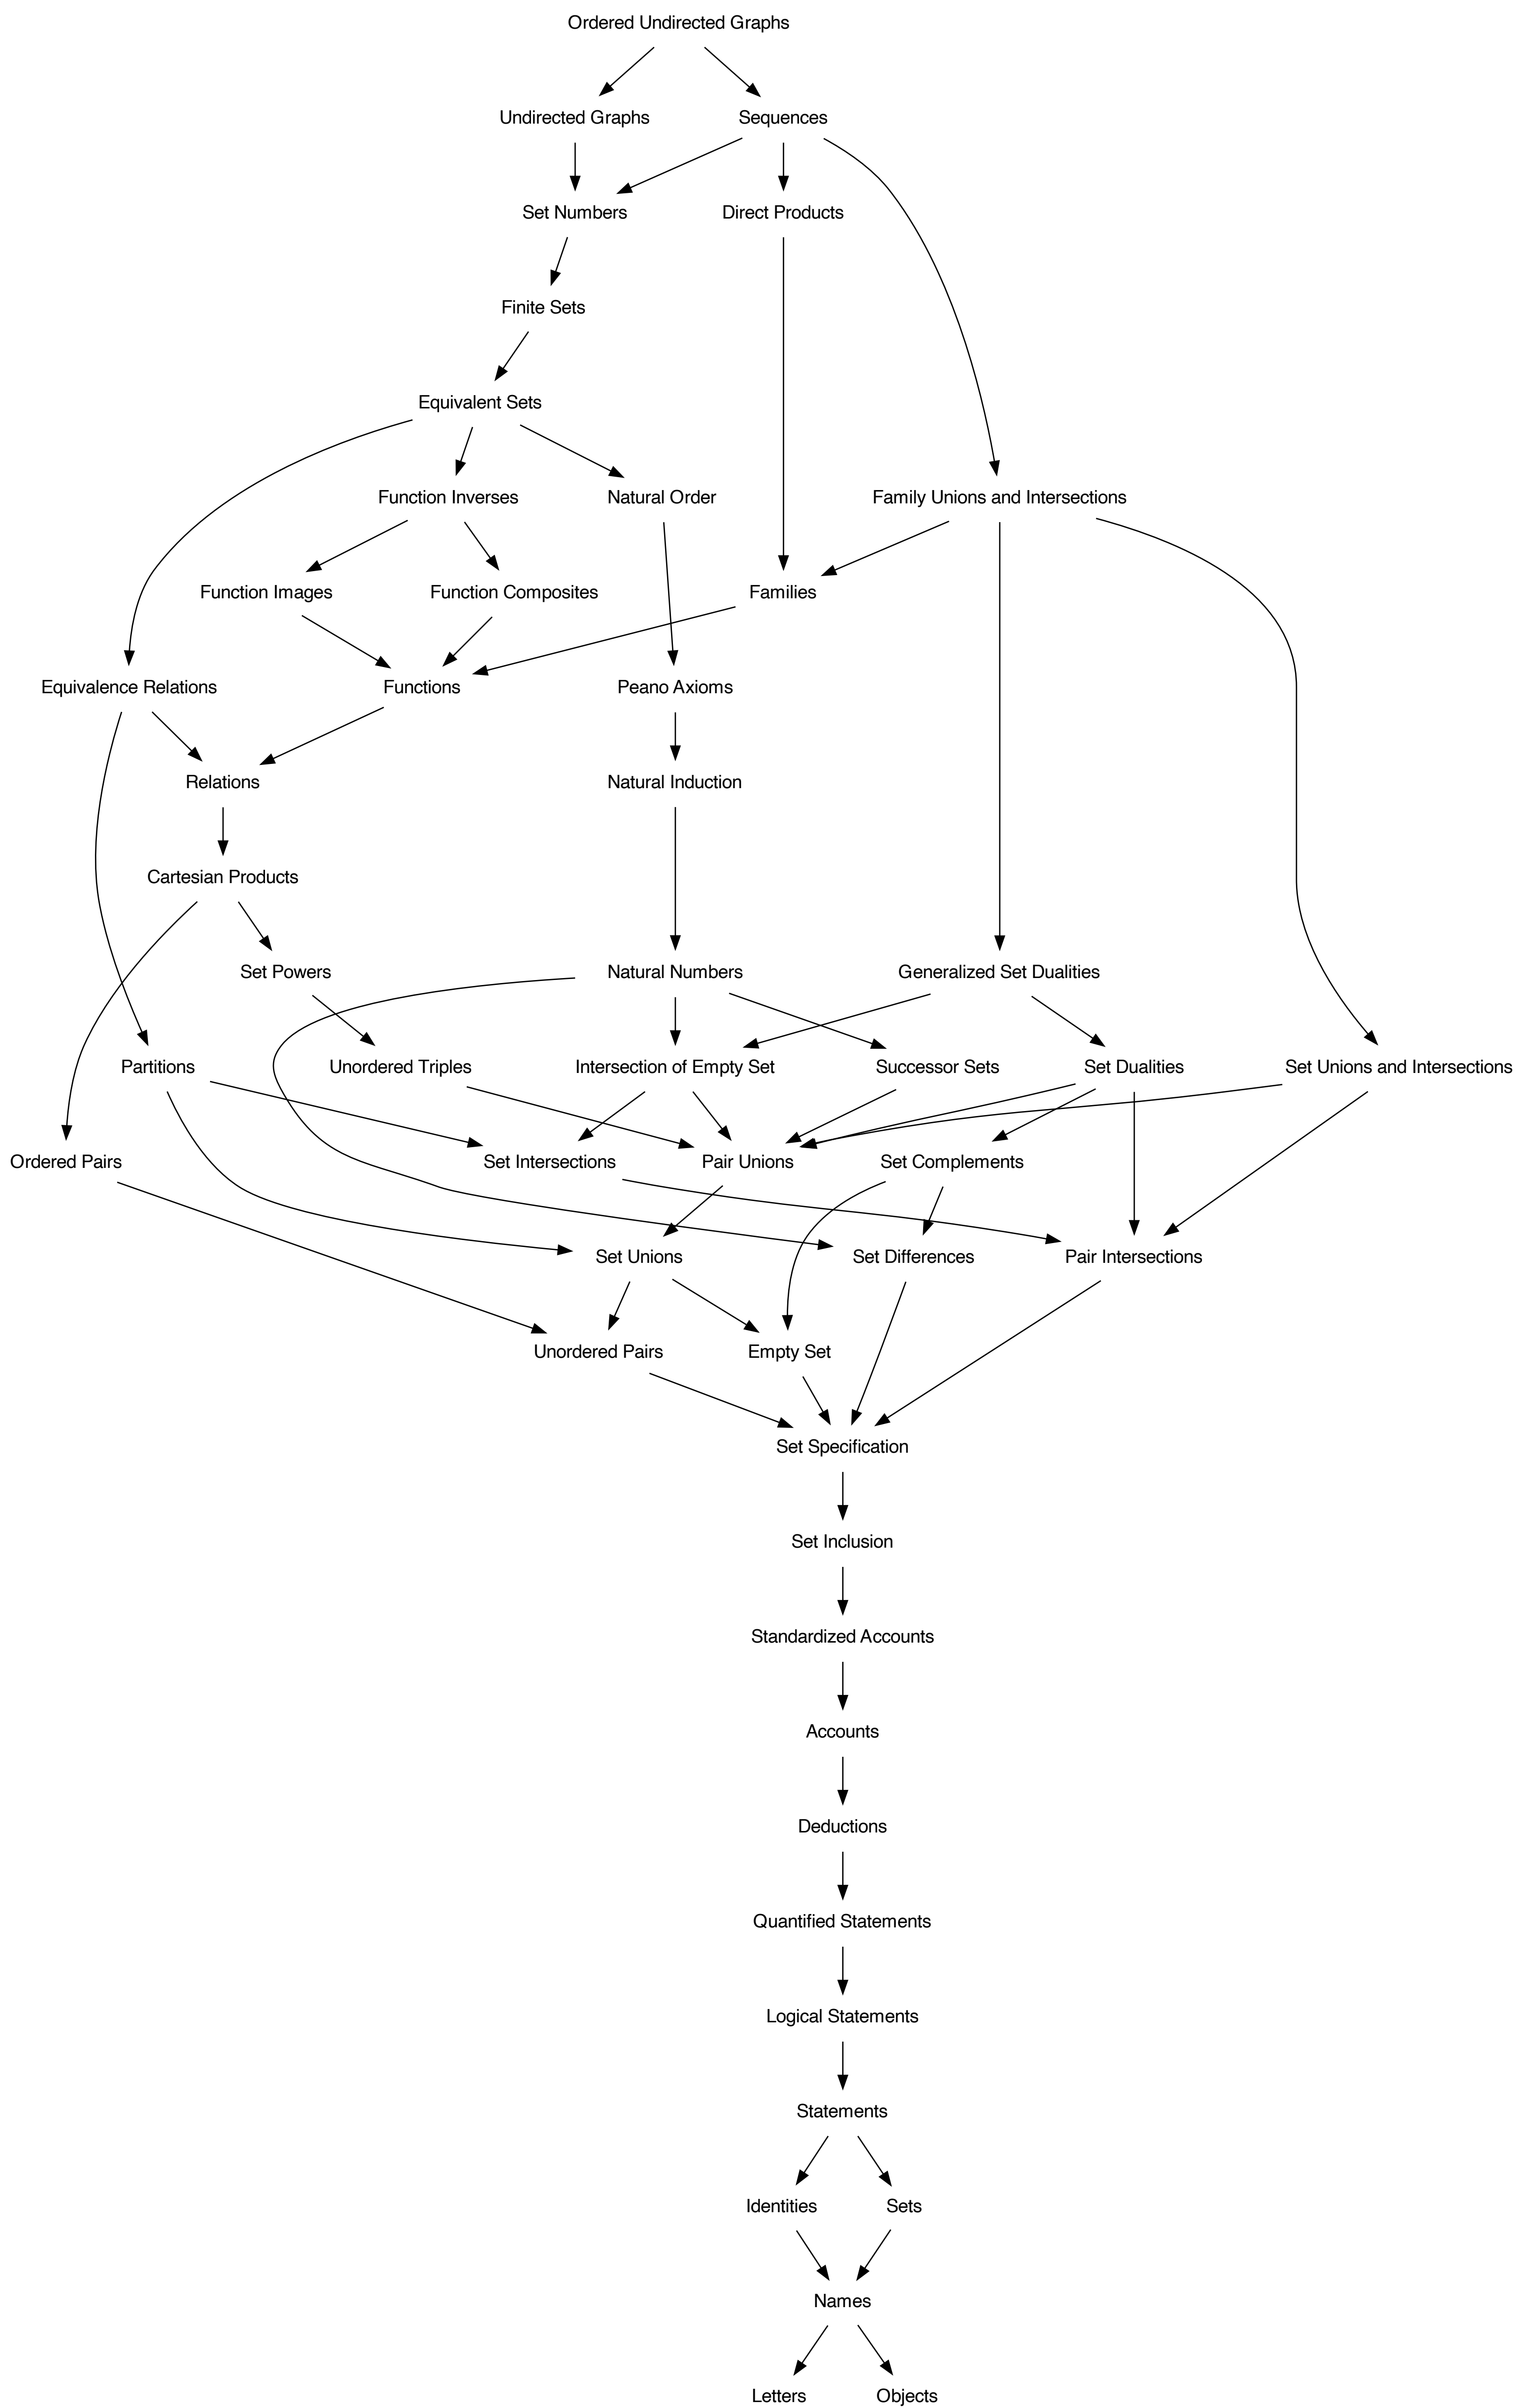 Ordered Undirected Graphs
Undirected Graphs
Sequences
Set Numbers
Direct Products
Finite Sets
Equivalent Sets
Function Inverses
Natural Order
Family Unions and Intersections
Function Images
Function Composites
Families
Equivalence Relations
Functions
Peano Axioms
Relations
Natural Induction
Cartesian Products
Set Powers
Natural Numbers
Generalized Set Dualities
Partitions
Unordered Triples
Intersection of Empty Set
Successor Sets
Set Dualities
Set Unions and Intersections
Ordered Pairs
Set Intersections
Pair Unions
Set Complements
Set Unions
Set Differences
Pair Intersections
Unordered Pairs
Empty Set
Set Specification
Set Inclusion
Standardized Accounts
Accounts
Deductions
Quantified Statements
Logical Statements
Statements
Identities
Sets
Names
Letters
Objects